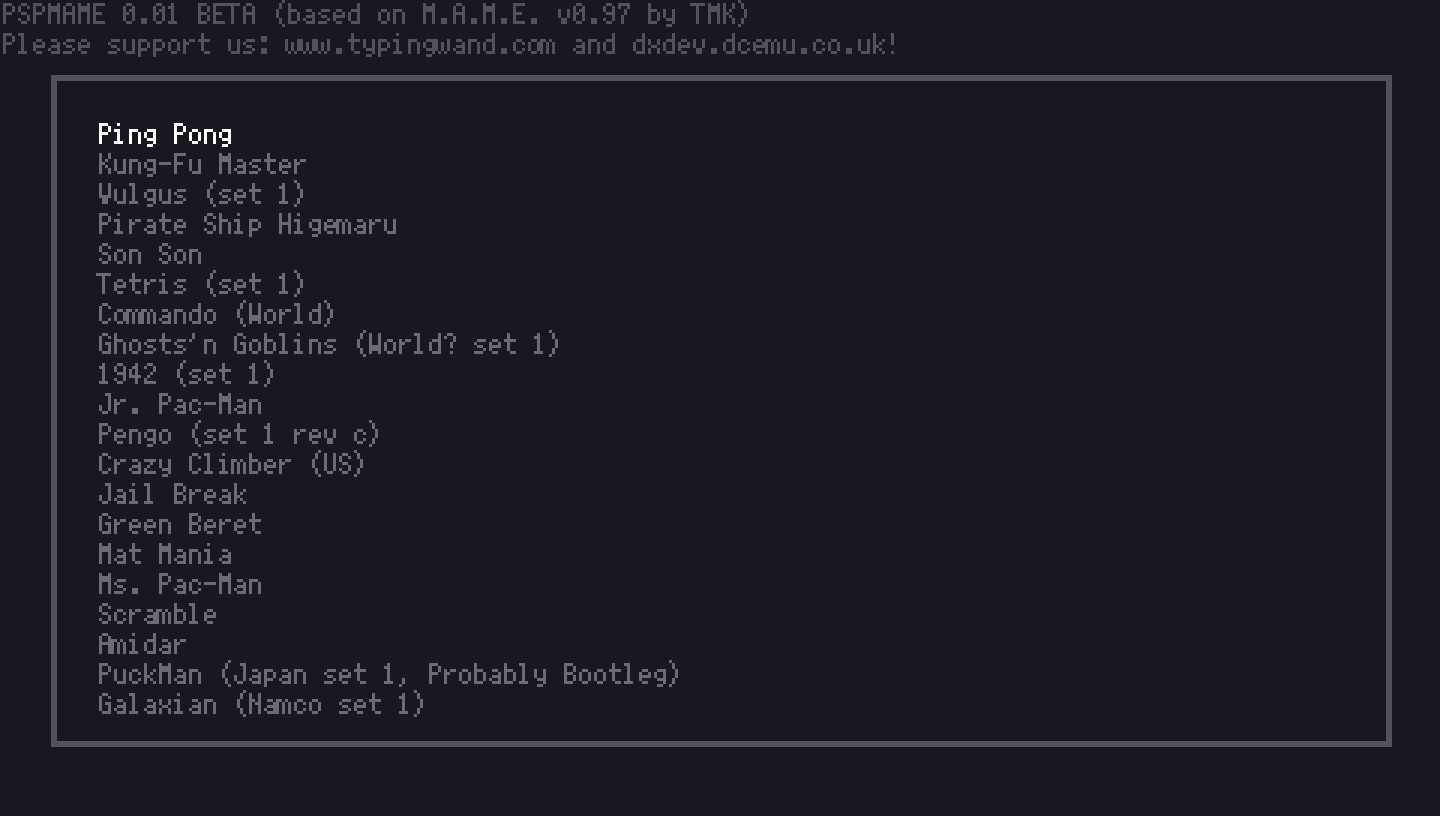 PSPMAME 0.01 BETA (based on M.A.M.E. v0.97 by TMK)
Please support us: www.typingwand.com and dxdev.dcemu.co.uk!
Ping Pong
Kung-Fu Master
Vulgus (set 1)
Pirate Ship Higemaru
Son Son
Tetris (set 1)
Commando (World)
Ghosts'n Goblins (World? set 1)
1942 (set 1)
Jr. Pac-Man
Pengo (set 1 rev c)
Crazy Climber (US)
Jail Break
Green Beret
Mat Mania
Ms. Pac-Man
Scramble
Amidar
PuckMan (Japan set 1, Probably Bootleg)
Galaxian (Namco set 1)